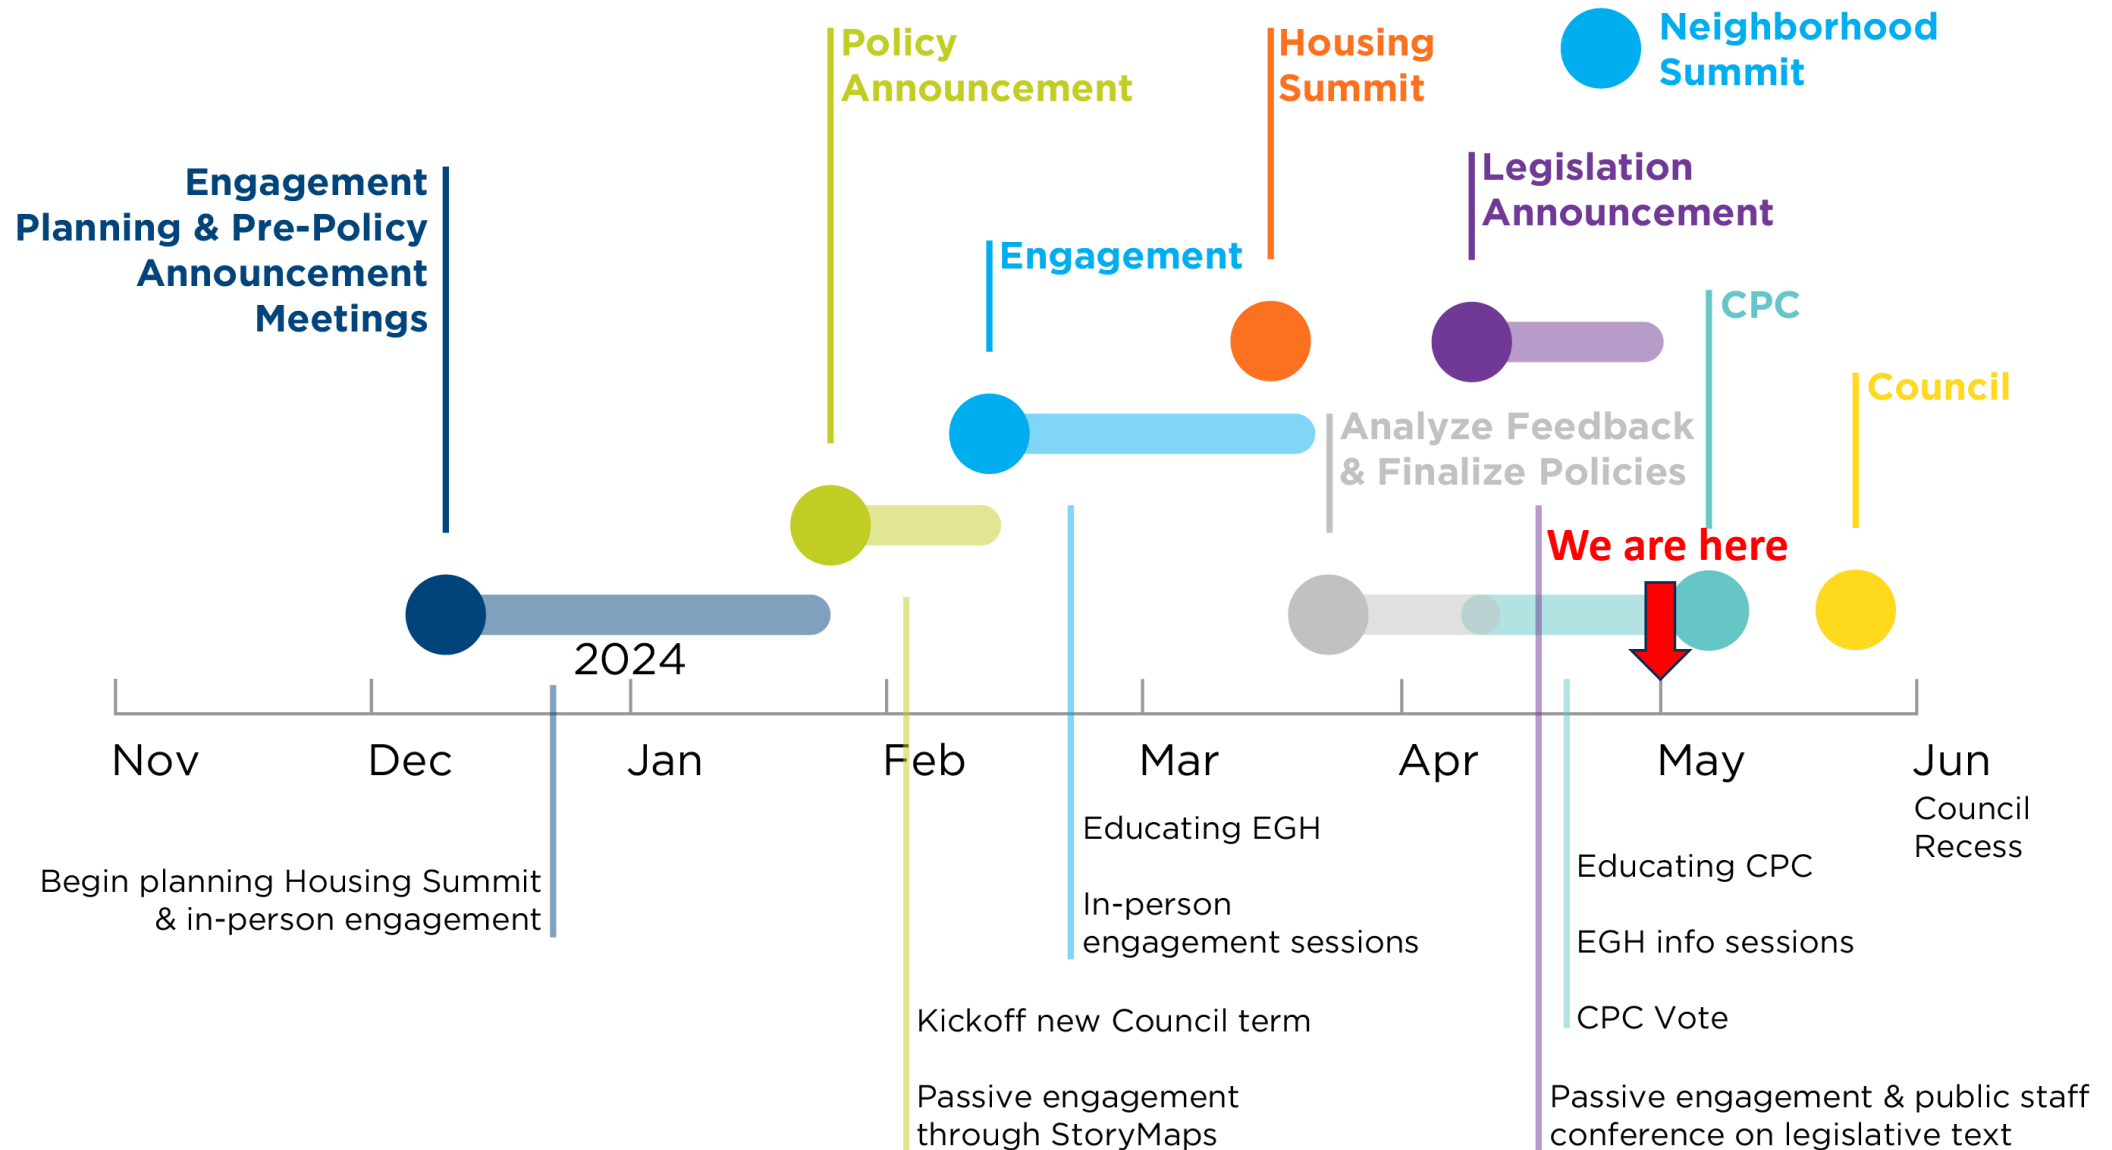 Neighborhood
Summit
Policy
Announcement
Housing
Summit
Legislation
Announcement
Engagement
Planning & Pre-Policy
Announcement
Meetings
Engagement
CPC
Council
Analyze Feedback
& Finalize Policies
We are here
2024
Nov
Dec
Jan
Feb
Mar
Apr
May
Jun
Council
Recess
Begin planning Housing Summit
& in-person engagement
Educating EGH
In-person
engagement sessions
Kickoff new Council term
Passive engagement
through StoryMaps
Educating CPC
EGH info sessions
CPC Vote
Passive engagement & public staff
conference on legislative text